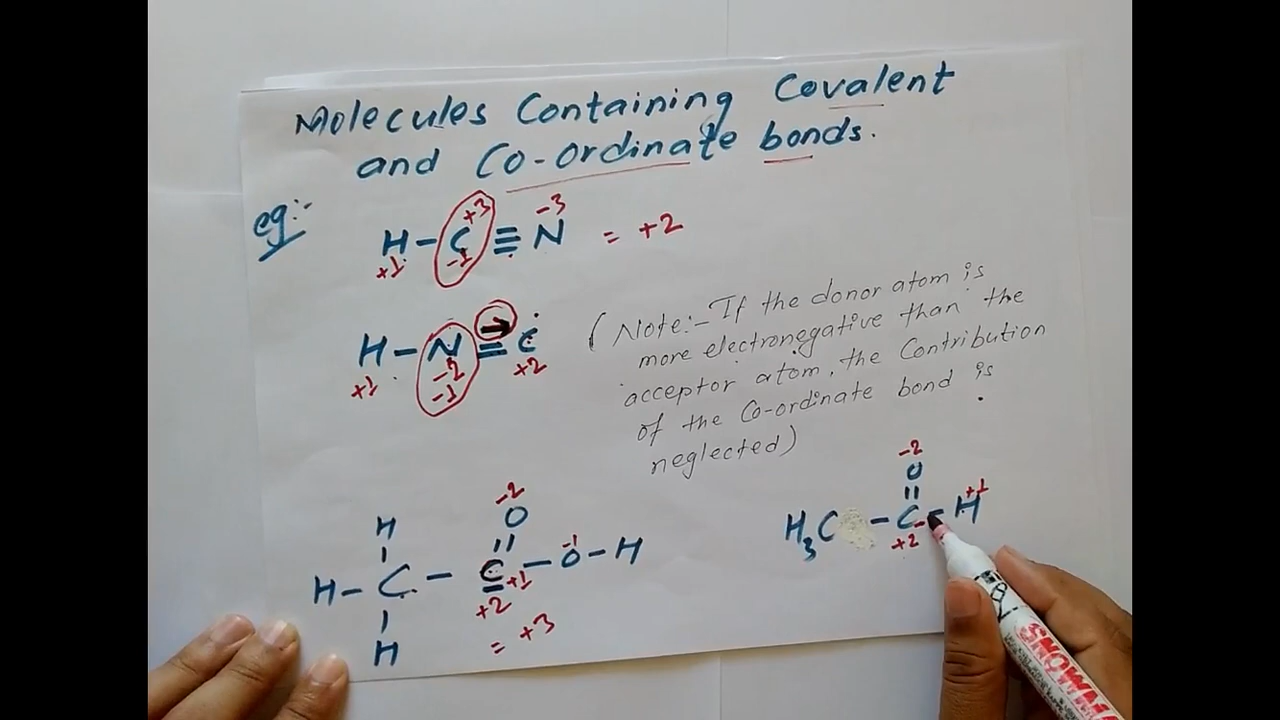 Molecules Containing Covalent
and Co-ordinate bonds.
eg:-
+3 -3
H - C ≡ N = +2
+1 -1
H - N ≡ C
+1 -2 +2
-1
(Note:- If the donor atom is
more electronegative than the
acceptor atom, the contribution
of the Co-ordinate bond is
neglected)
-2
H O
H - C - C - O - H
-1
+1
+2
H
= +3
-2
O
+1
H3C - C - H
+2 -
SNOWMAN